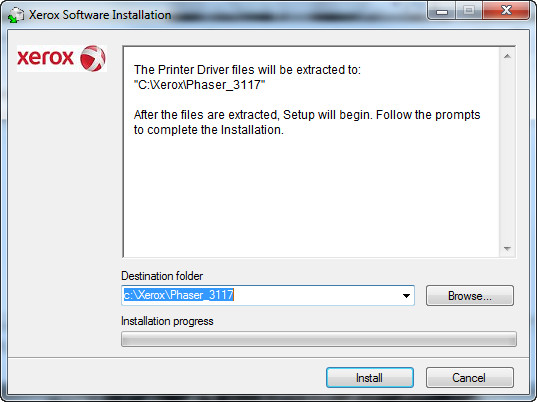 Xerox Software Installation
xerox
The Printer Driver files will be extracted to:
"C:\Xerox\Phaser_3117"
After the files are extracted, Setup will begin. Follow the prompts
to complete the Installation.
Destination folder
c:\Xerox\Phaser_3117
Browse...
Installation progress
Install
Cancel